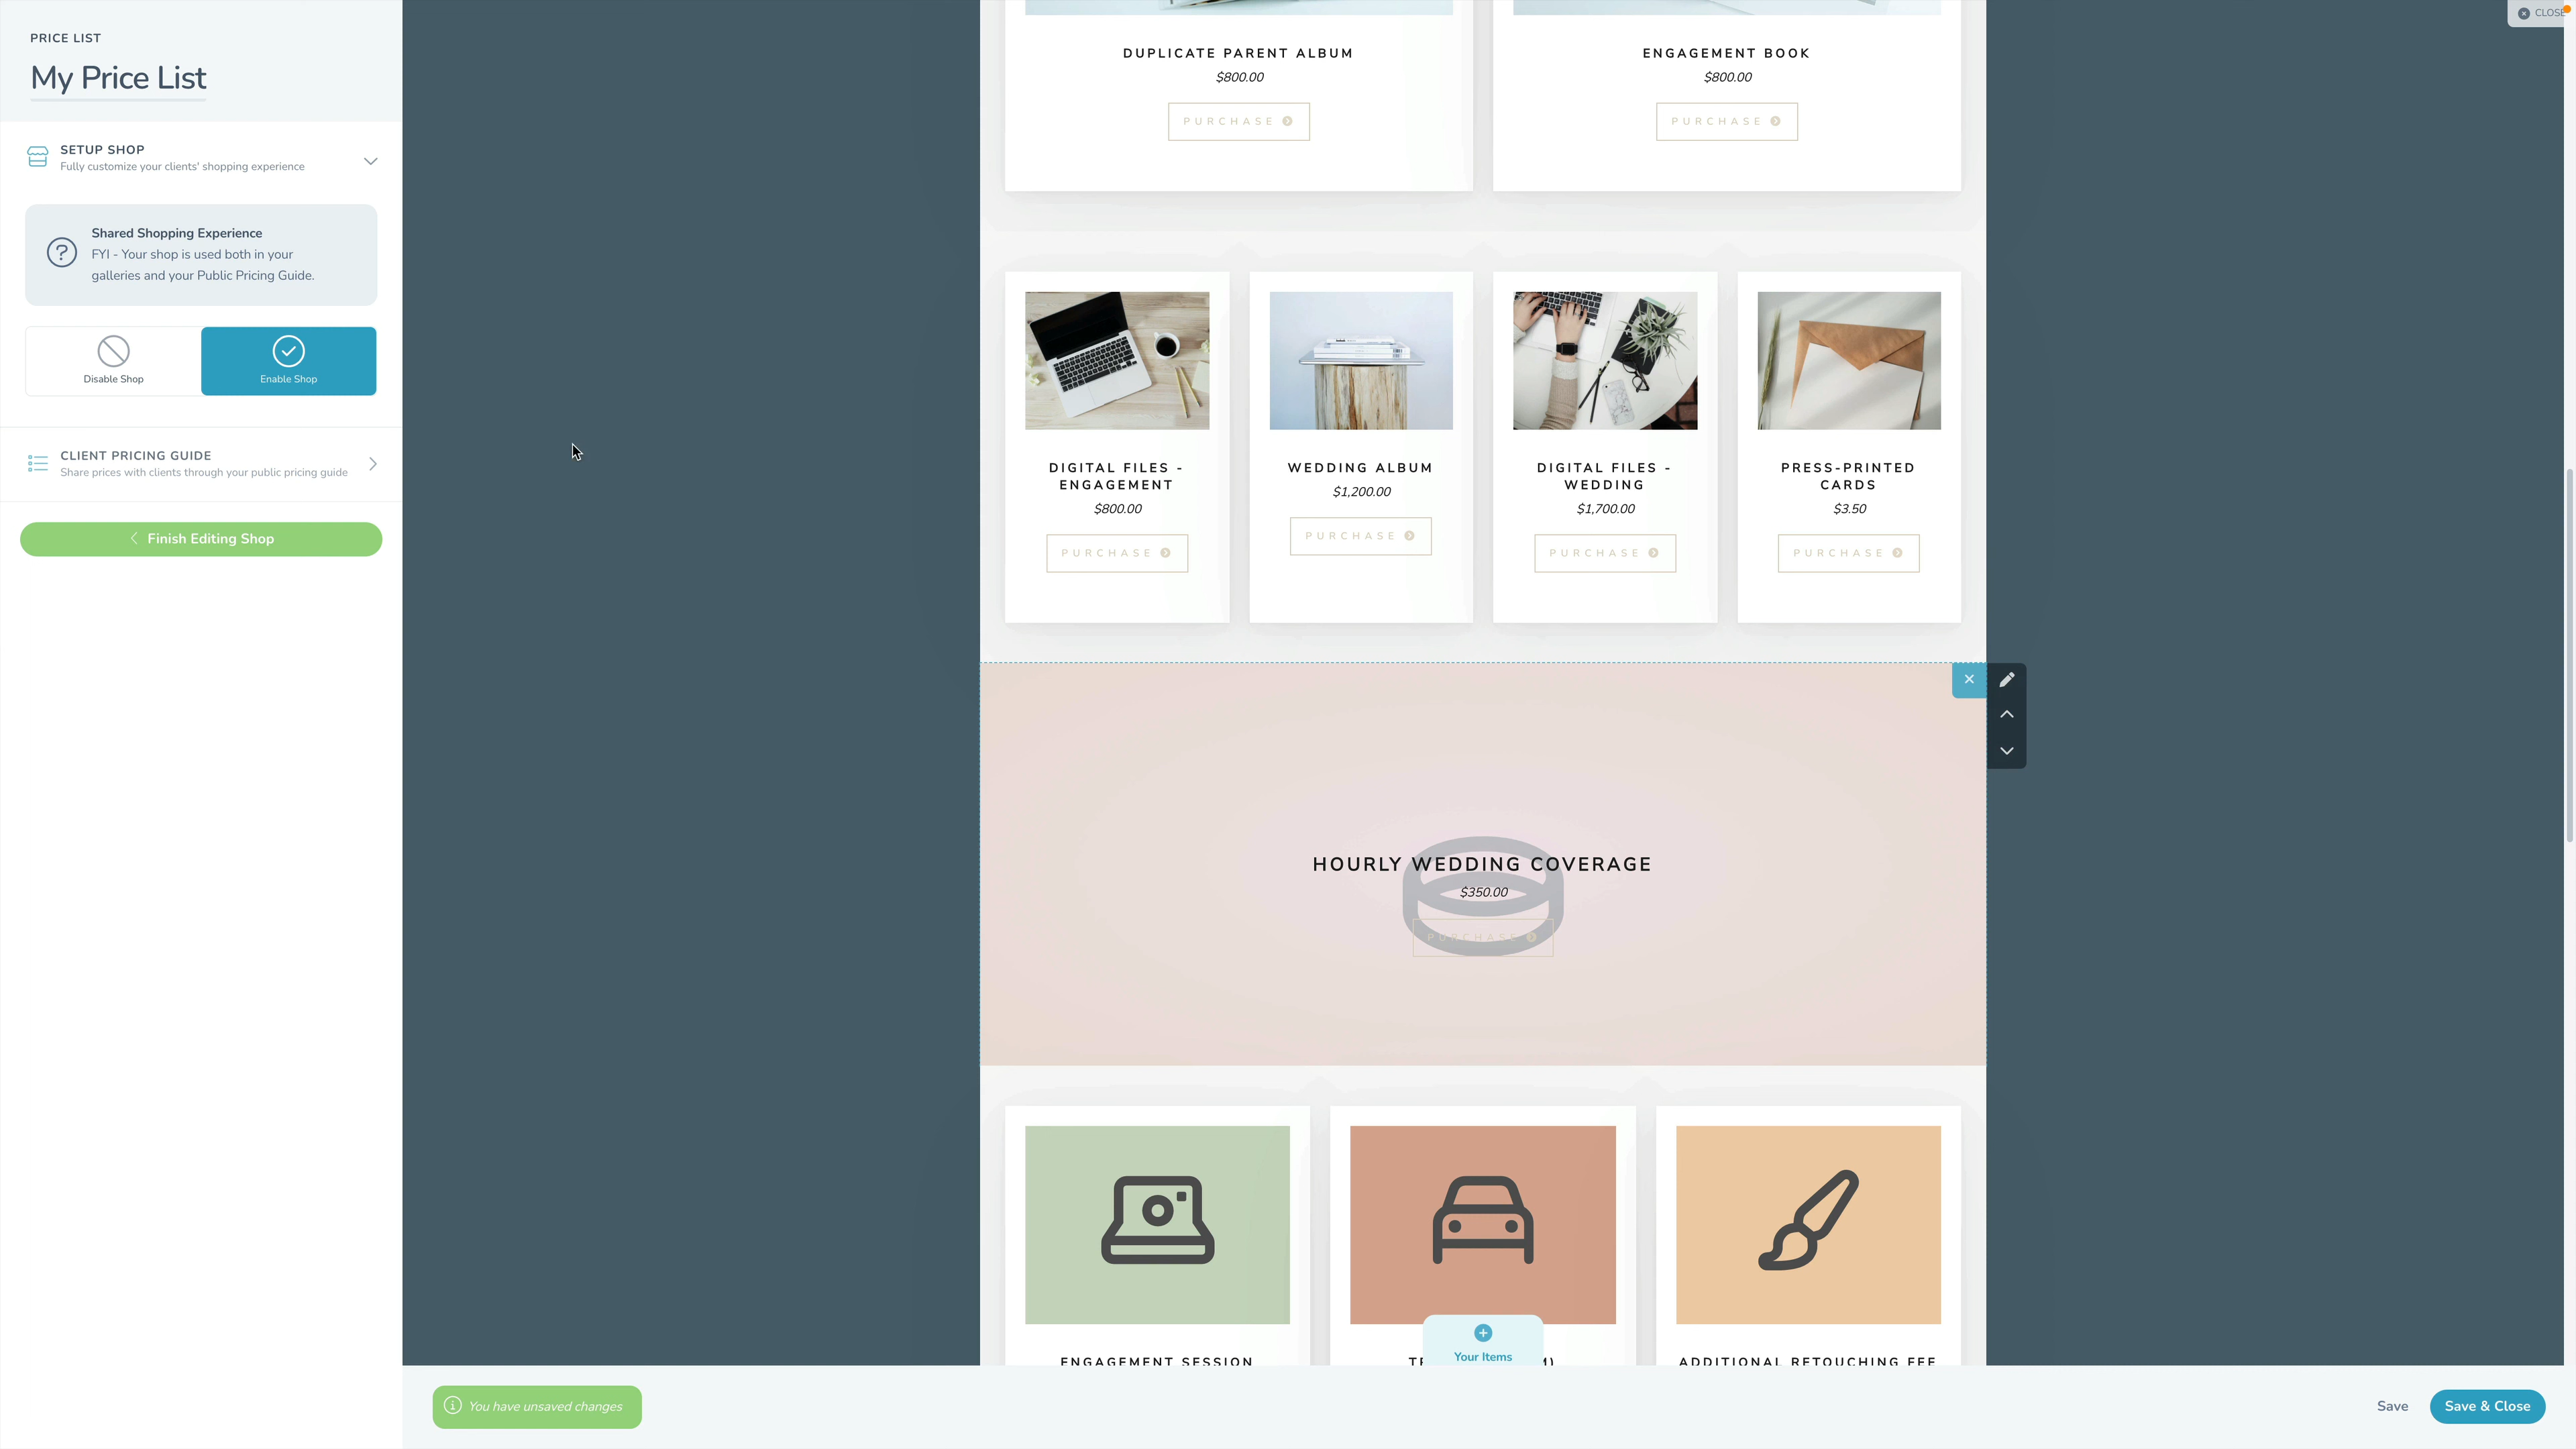 PRICE LIST
My Price List
SETUP SHOP
Fully customize your clients' shopping experience
Shared Shopping Experience
FYI - Your shop is used both in your
galleries and your Public Pricing Guide.
Disable Shop
Enable Shop
CLIENT PRICING GUIDE
Share prices with clients through your public pricing guide
Finish Editing Shop
CLOSE
DUPLICATE PARENT ALBUM
$800.00
PURCHASE
ENGAGEMENT BOOK
$800.00
PURCHASE
DIGITAL FILES -
ENGAGEMENT
$800.00
PURCHASE
WEDDING ALBUM
$1,200.00
PURCHASE
DIGITAL FILES -
WEDDING
$1,700.00
PURCHASE
PRESS-PRINTED
CARDS
$3.50
PURCHASE
HOURLY WEDDING COVERAGE
$350.00
PURCHASE
ENGAGEMENT SESSION
ADDITIONAL RETOUCHING FEE
Your Items
You have unsaved changes
Save
Save & Close